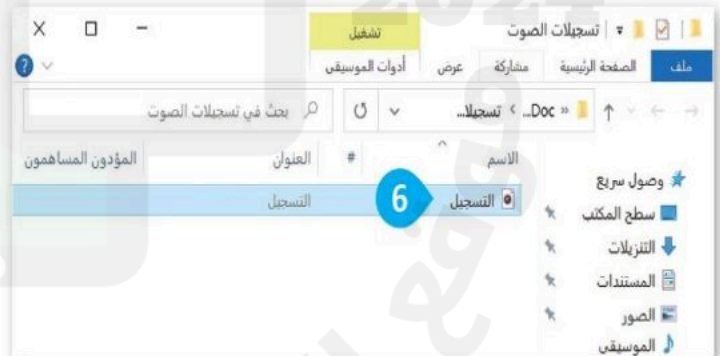 تسجيلات الصوت
تشغيل
ملف الصفحة الرئيسية مشاركة عرض أدوات الموسيقى
Doc... › تسجيلا...
بحث في تسجيلات الصوت
الاسم # العنوان المؤدون المساهمون
6 التسجيل التسجيل
وصول سريع
سطح المكتب
التنزيلات
المستندات
الصور
الموسيقى
2024